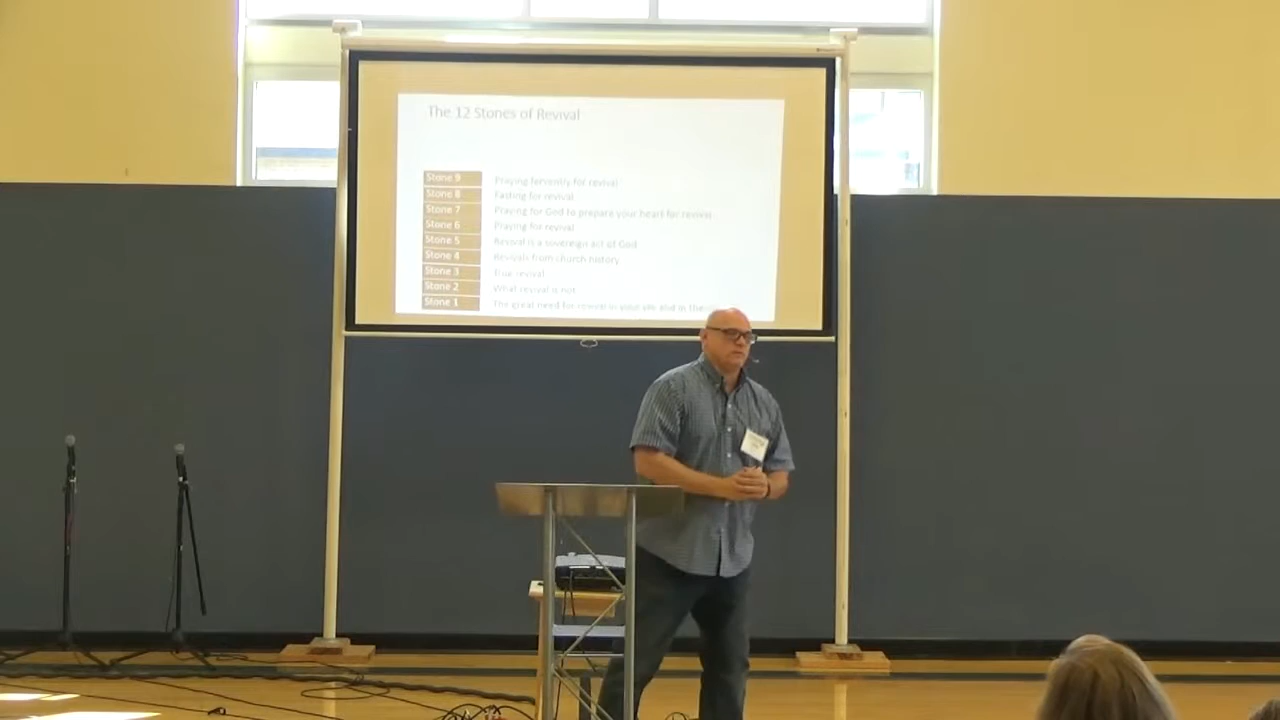 The 12 Stones of Revival
Stone 9 Praying fervently for revival
Stone 8 Fasting for revival
Stone 7 Praying for God to prepare your heart for revival
Stone 6 Praying for revival
Stone 5 Revival is a sovereign act of God
Stone 4 Revivals from church history
Stone 3 True revival
Stone 2 What revival is not
Stone 1 The great need for revival in your life and in the